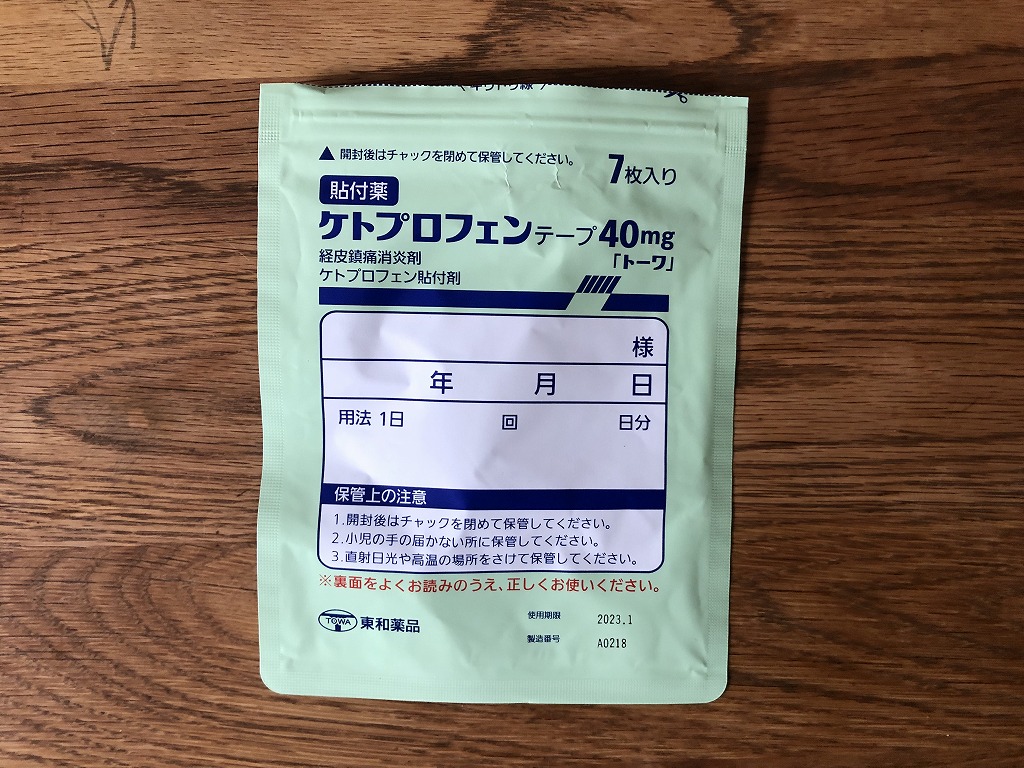 ▲ 開封後はチャックを閉めて保管してください。
7枚入り
貼付薬
ケトプロフェンテープ40mg
「トーワ」
経皮鎮痛消炎剤
ケトプロフェン貼付剤
様
年 月 日
用法 1日 回 日分
保管上の注意
1.開封後はチャックを閉めて保管してください。
2.小児の手の届かない所に保管してください。
3.直射日光や高温の場所をさけて保管してください。
※裏面をよくお読みのうえ、正しくお使いください。
TOWA 東和薬品
使用期限 2023.1
製造番号 A0218